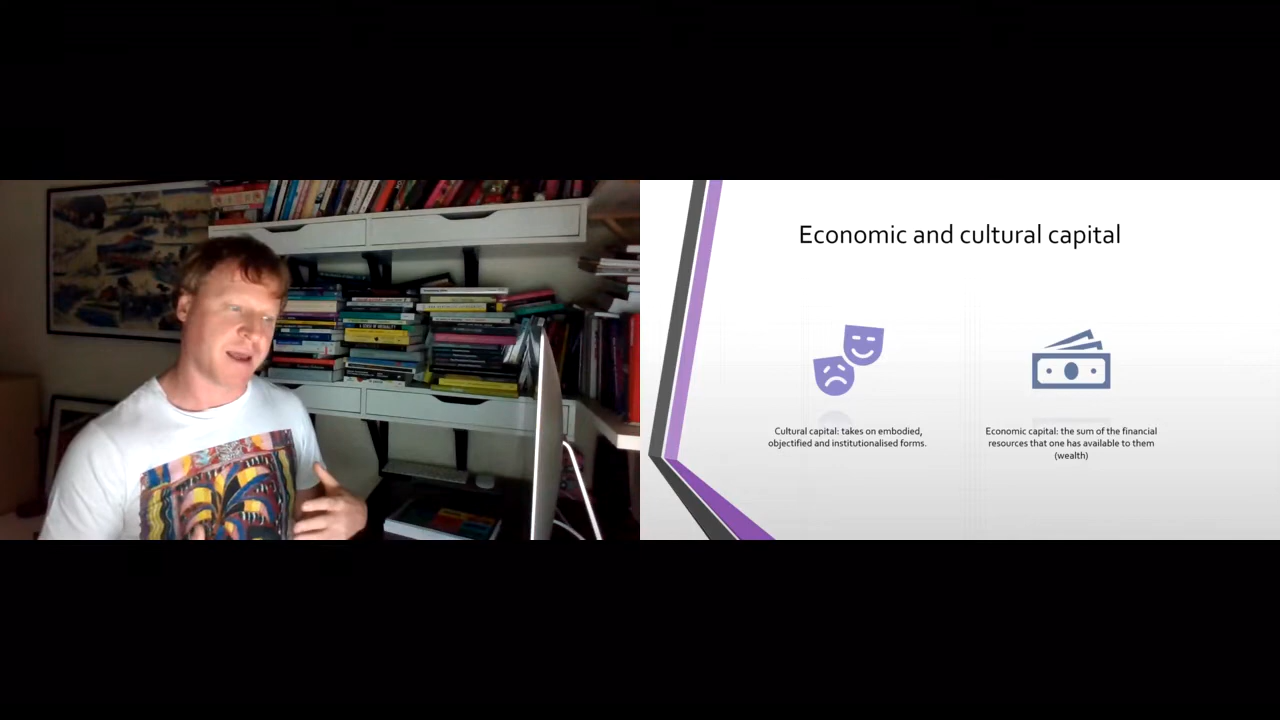 Economic and cultural capital
Cultural capital: takes on embodied,
objectified and institutionalised forms.
Economic capital: the sum of the financial
resources that one has available to them
(wealth)